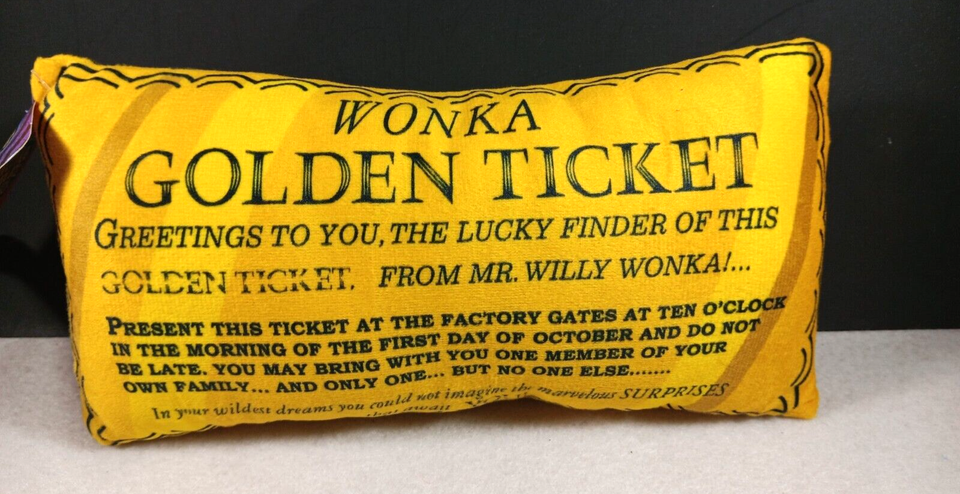 WONKA
GOLDEN TICKET
GREETINGS TO YOU, THE LUCKY FINDER OF THIS
GOLDEN TICKET, FROM MR. WILLY WONKA!...
PRESENT THIS TICKET AT THE FACTORY GATES AT TEN O'CLOCK
IN THE MORNING OF THE FIRST DAY OF OCTOBER AND DO NOT
BE LATE. YOU MAY BRING WITH YOU ONE MEMBER OF YOUR
OWN FAMILY... AND ONLY ONE... BUT NO ONE ELSE.......
In your wildest dreams you could not imagine the marvelous SURPRISES
that await